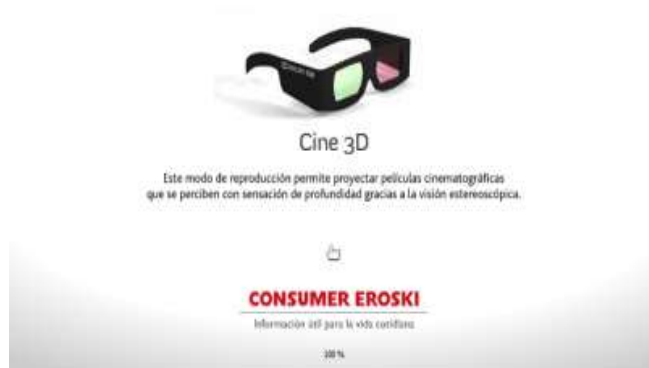 Cine 3D
Este modo de reproducción permite proyectar películas cinematográficas
que se perciben con sensación de profundidad gracias a la visión estereoscópica.
CONSUMER EROSKI
Información útil para la vida cotidiana
100 %